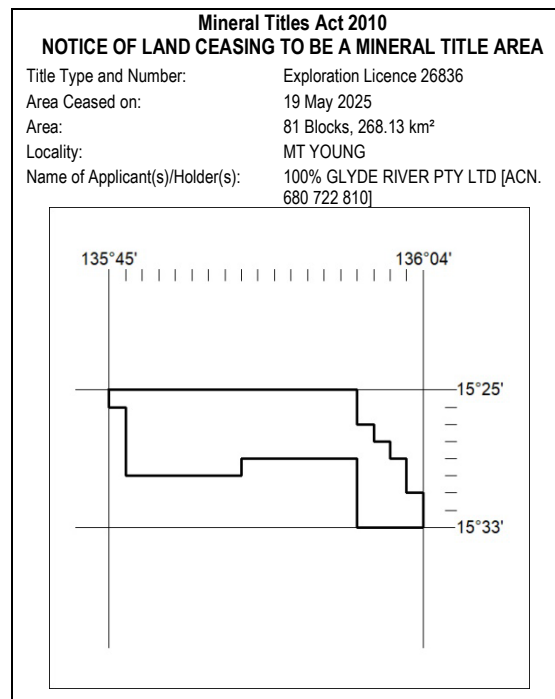 Mineral Titles Act 2010
NOTICE OF LAND CEASING TO BE A MINERAL TITLE AREA
Title Type and Number: Exploration Licence 26836
Area Ceased on: 19 May 2025
Area: 81 Blocks, 268.13 km²
Locality: MT YOUNG
Name of Applicant(s)/Holder(s): 100% GLYDE RIVER PTY LTD [ACN.
680 722 810]
135°45' 136°04'
15°25'
15°33'